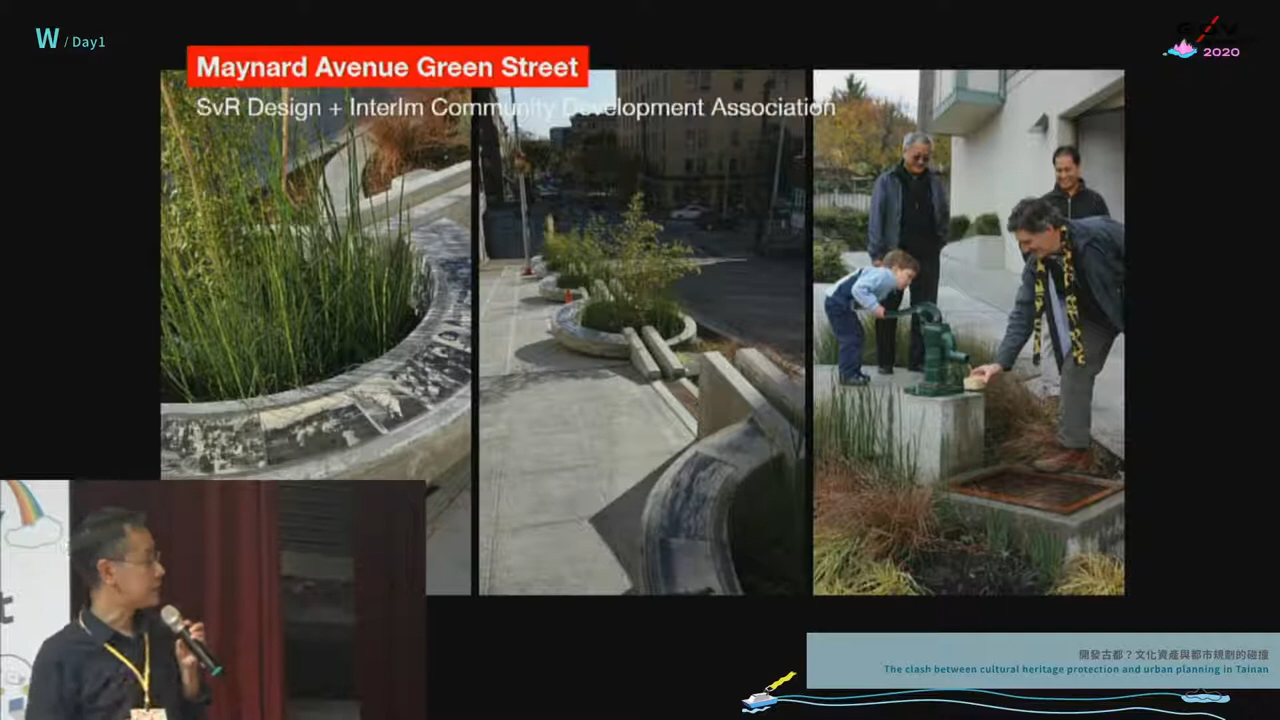 W / Day1
2020
Maynard Avenue Green Street
SvR Design + InterIm Community Development Association
t
開發古都？文化資產與都市規劃的碰撞
The clash between cultural heritage protection and urban planning in Tainan